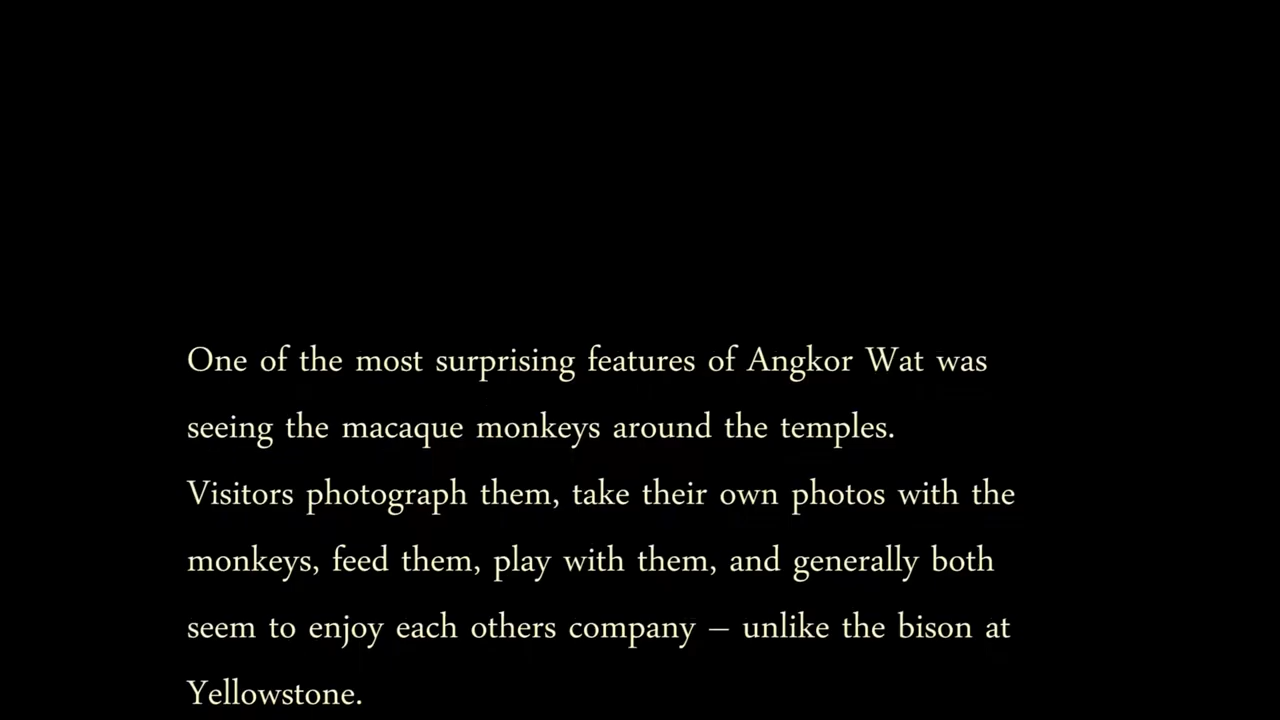 One of the most surprising features of Angkor Wat was
seeing the macaque monkeys around the temples.
Visitors photograph them, take their own photos with the
monkeys, feed them, play with them, and generally both
seem to enjoy each others company – unlike the bison at
Yellowstone.